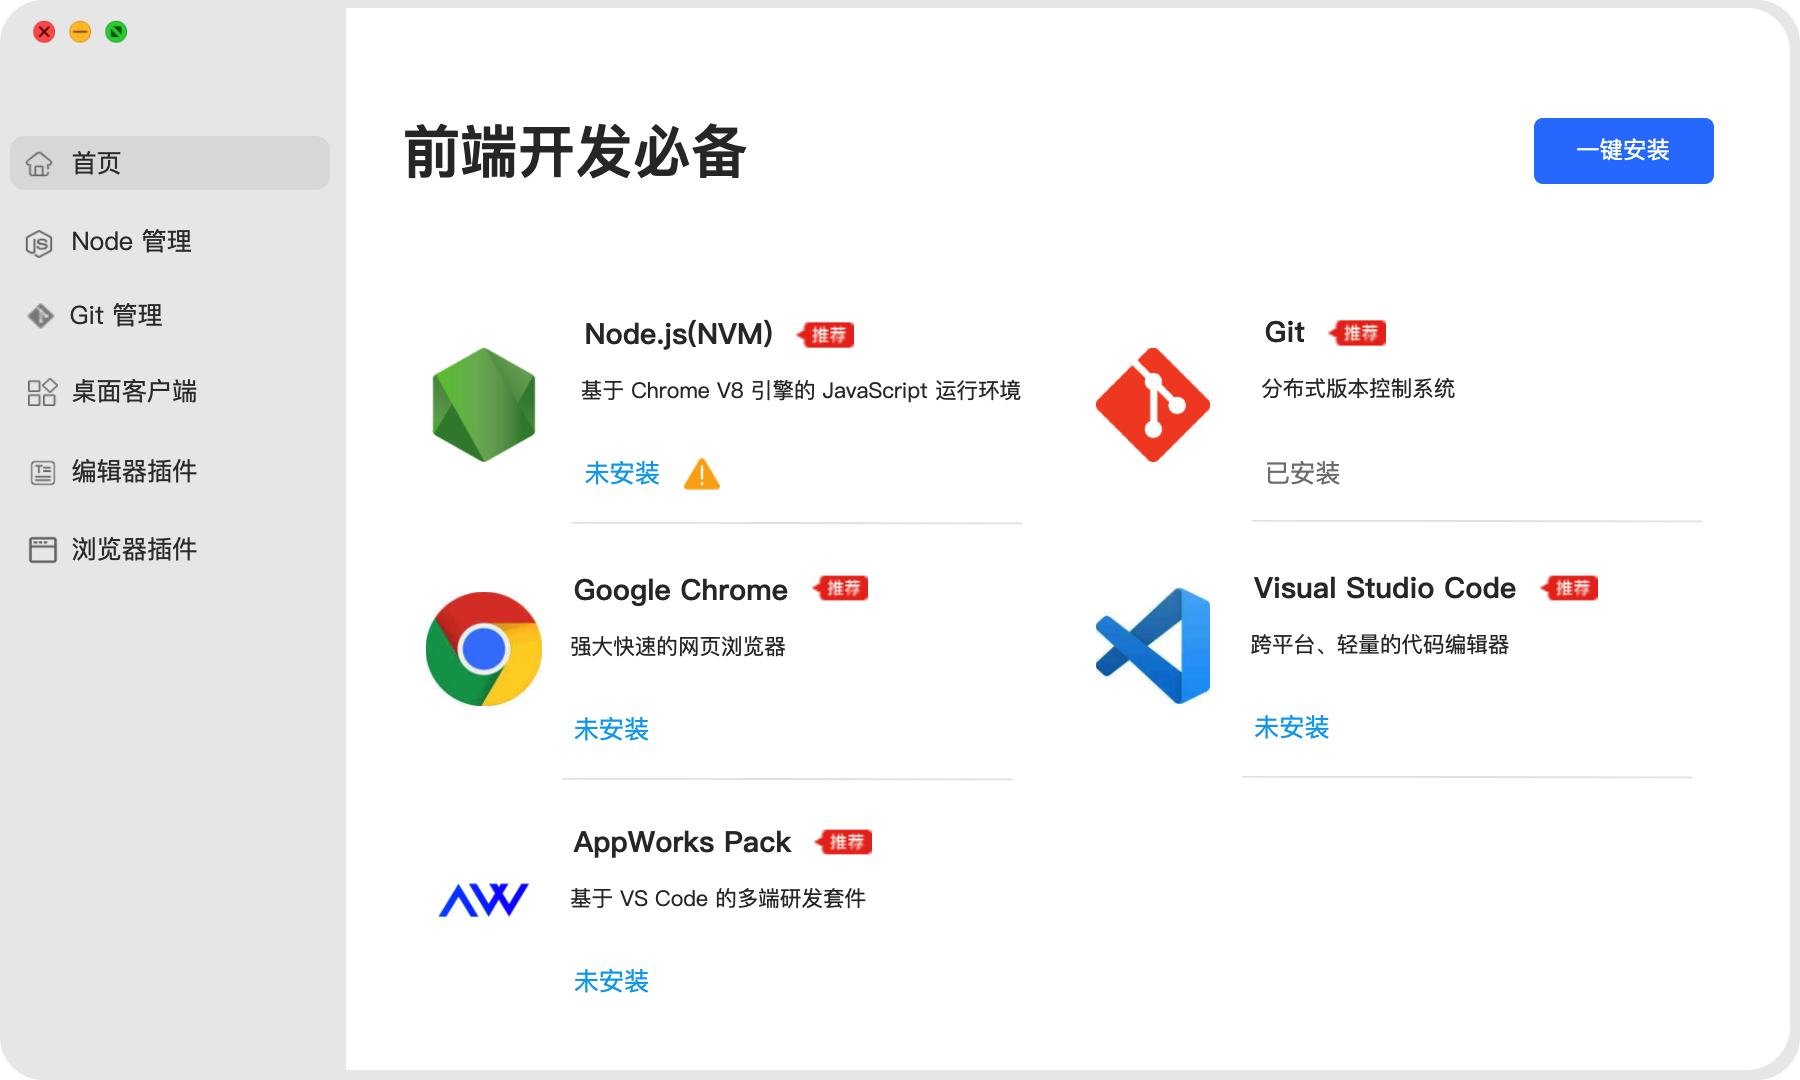 首页
Node 管理
Git 管理
桌面客户端
编辑器插件
浏览器插件
前端开发必备
一键安装
Node.js(NVM) 推荐
基于 Chrome V8 引擎的 JavaScript 运行环境
未安装
Git 推荐
分布式版本控制系统
已安装
Google Chrome 推荐
强大快速的网页浏览器
未安装
Visual Studio Code 推荐
跨平台、轻量的代码编辑器
未安装
AppWorks Pack 推荐
基于 VS Code 的多端研发套件
未安装